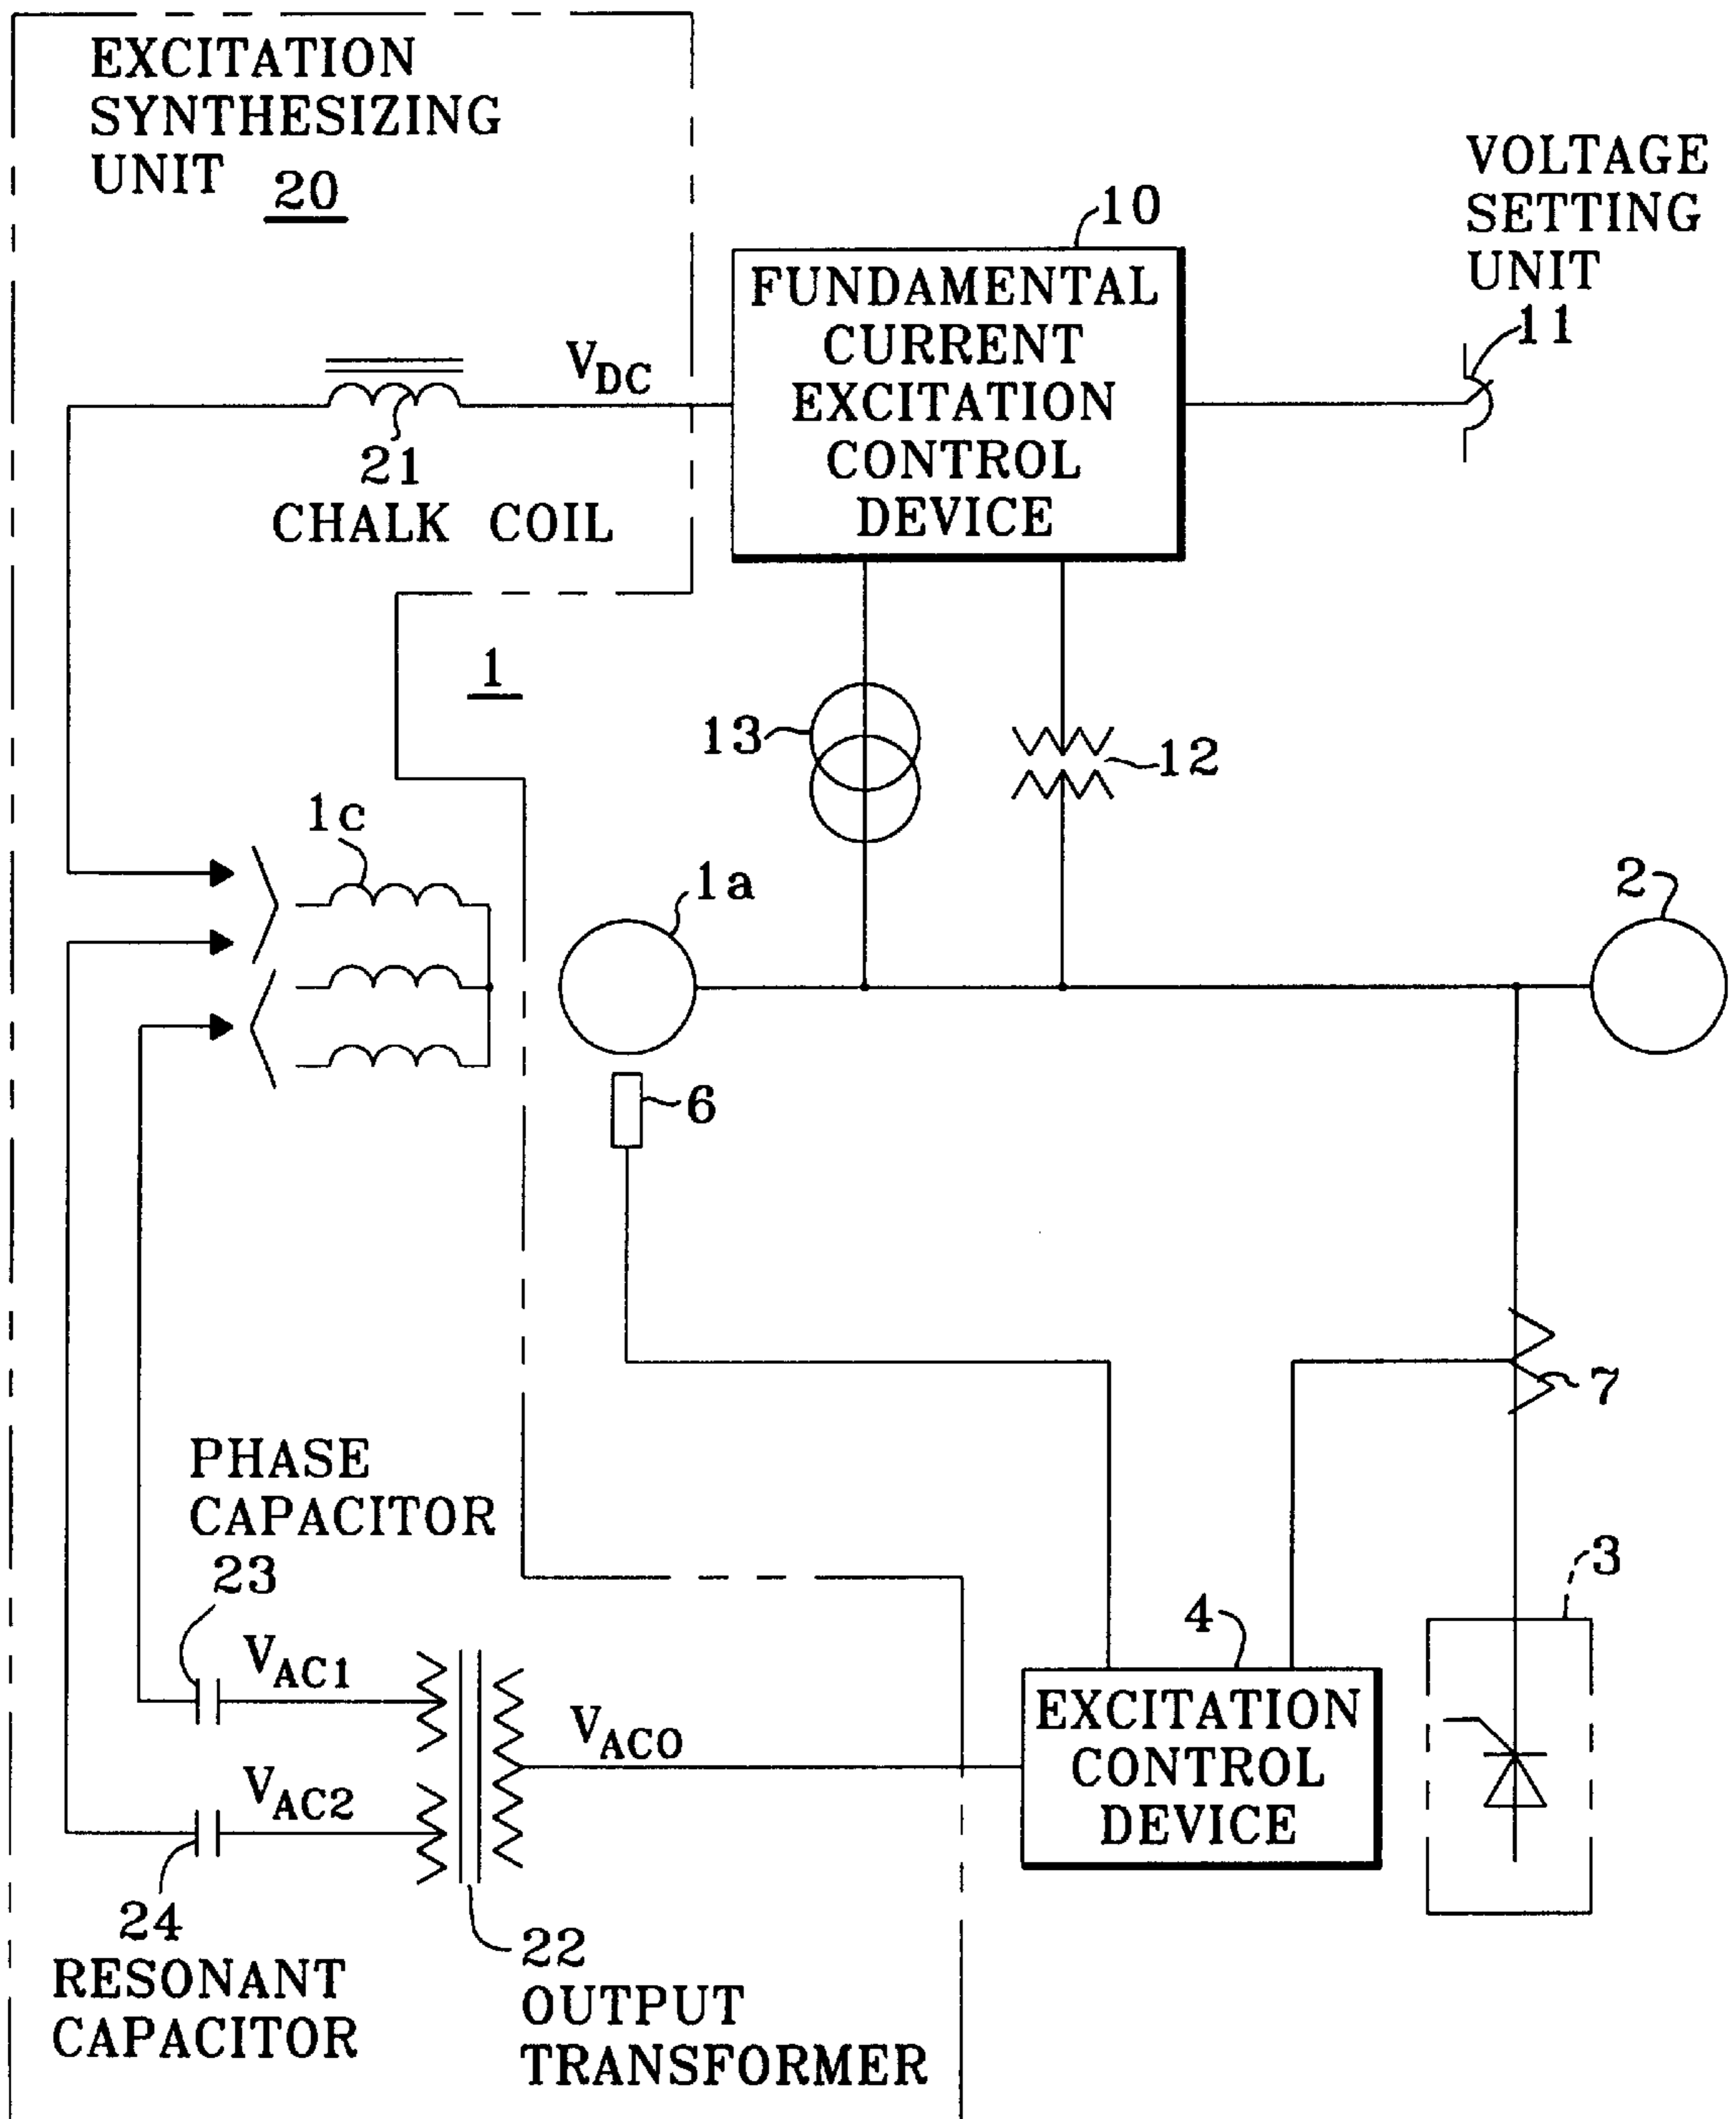 EXCITATION
SYNTHESIZING
UNIT 20
VOLTAGE
SETTING
UNIT
11
10
FUNDAMENTAL
CURRENT
EXCITATION
CONTROL
DEVICE
VDC
21
CHALK COIL
1
13
12
1c
1a
2
6
7
PHASE
CAPACITOR
23
3
4
VAC1
VACO
EXCITATION
CONTROL
DEVICE
VAC2
24
RESONANT
CAPACITOR
22
OUTPUT
TRANSFORMER